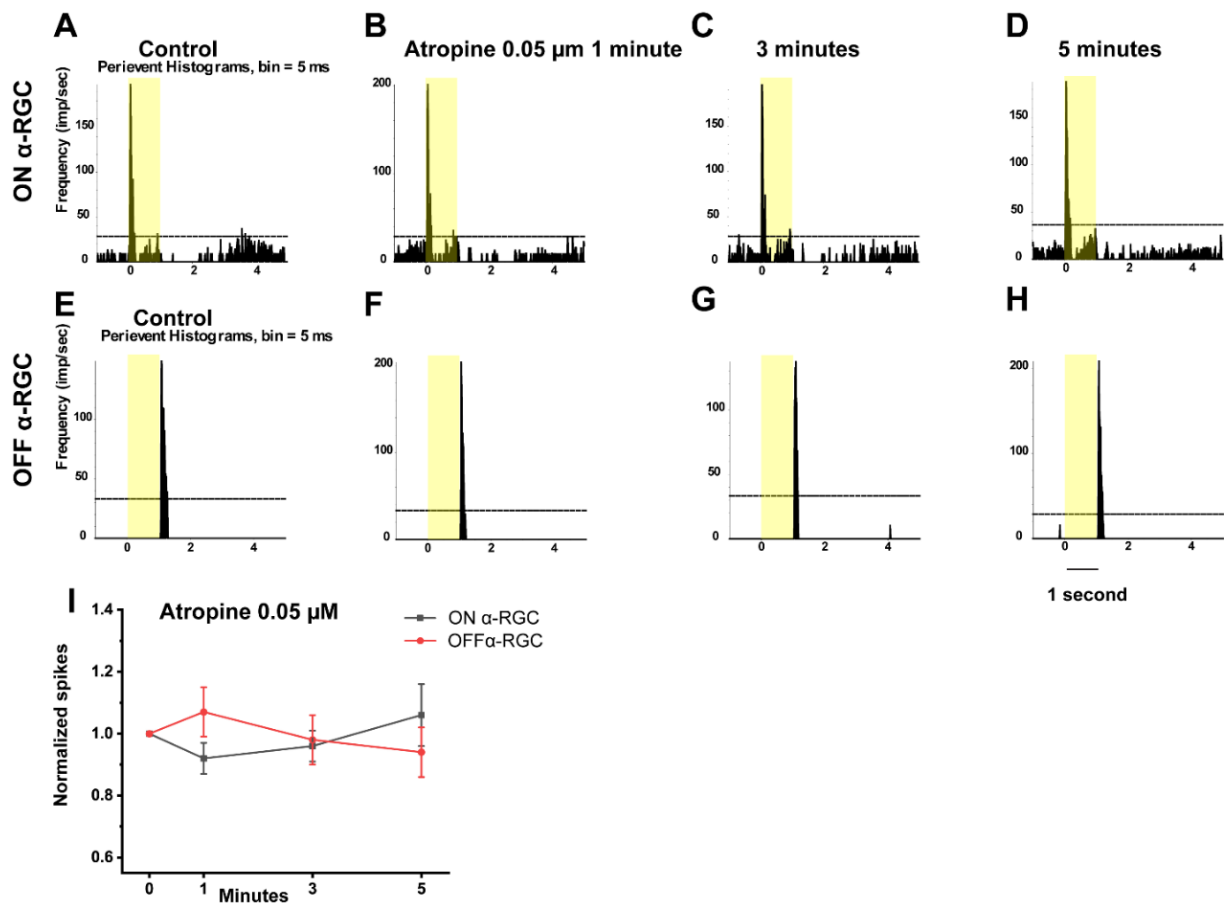 A
Control
Perievent Histograms, bin = 5 ms
B
Atropine 0.05 μm 1 minute
C
3 minutes
D
5 minutes
ON α-RGC
Frequency (imp/sec)
150
100
50
0
0 2 4
200
150
100
50
0
0 2 4
150
100
50
0
0 2 4
150
100
50
0
0 2 4
E
Control
Perievent Histograms, bin = 5 ms
F
G
H
OFF α-RGC
Frequency (imp/sec)
100
50
0
0 2 4
200
100
0
0 2 4
100
50
0
0 2 4
200
150
100
50
0
0 2 4
1 second
I
Atropine 0.05 μM
ON α-RGC
OFFα-RGC
Normalized spikes
1.4
1.2
1.0
0.8
0.6
0 1 3 5
Minutes